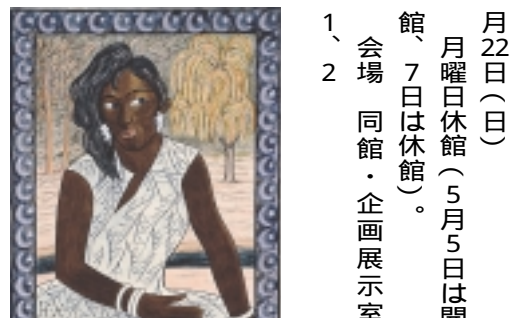 月22日(日)
月曜日休館(5月5日は開
館、7日は休館)。
会場 同館・企画展示室
1、2